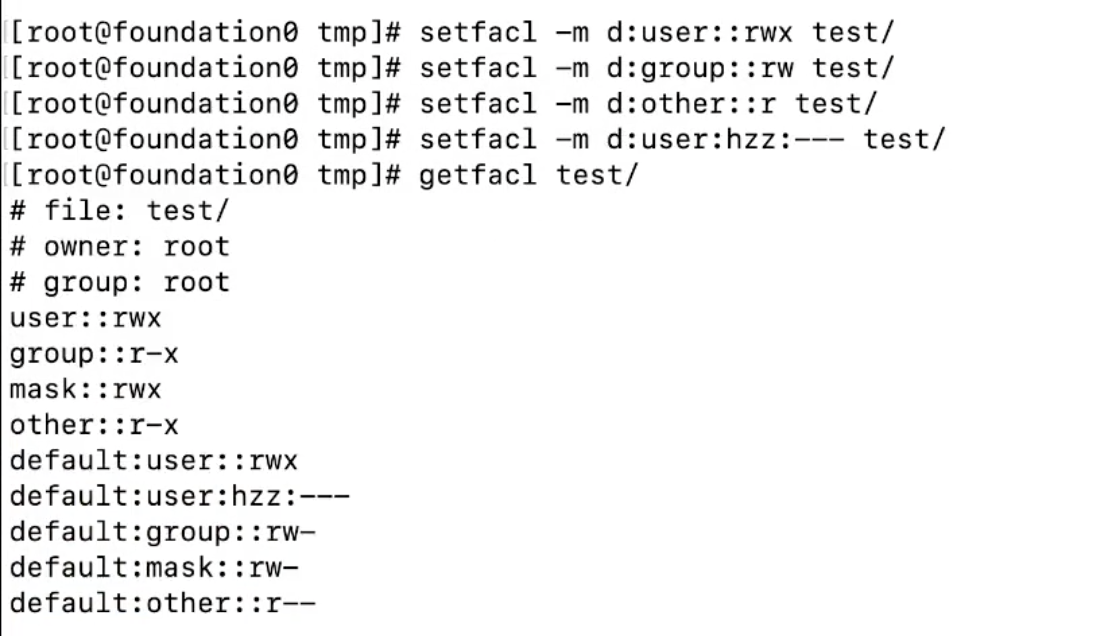 [root@foundation0 tmp]# setfacl -m d:user::rwx test/
[root@foundation0 tmp]# setfacl -m d:group::rw test/
[root@foundation0 tmp]# setfacl -m d:other::r test/
[root@foundation0 tmp]# setfacl -m d:user:hzz:--- test/
[root@foundation0 tmp]# getfacl test/
# file: test/
# owner: root
# group: root
user::rwx
group::r-x
mask::rwx
other::r-x
default:user::rwx
default:user:hzz:---
default:group::rw-
default:mask::rw-
default:other::r--